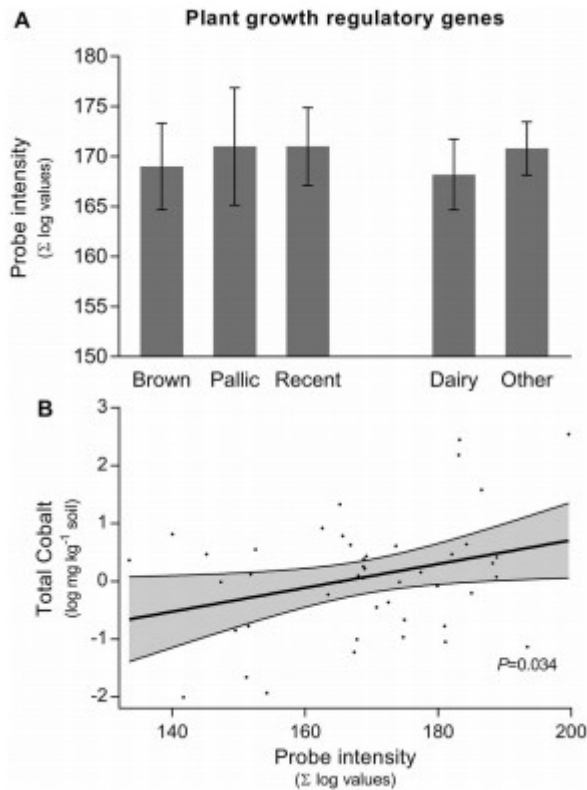 A Plant growth regulatory genes
180
175
170
165
160
155
150
Probe intensity
(Σ log values)
Brown Pallic Recent Dairy Other
B
3
2
1
0
-1
-2
Total Cobalt
(log mg kg⁻¹ soil)
P=0.034
140 160 180 200
Probe intensity
(Σ log values)